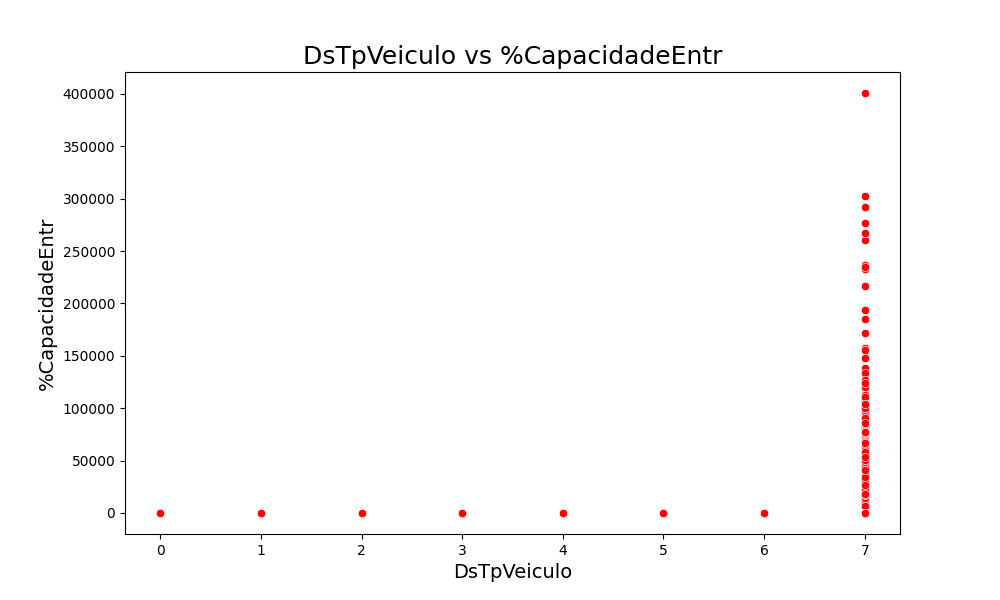 DsTpVeiculo vs %CapacidadeEntr
%CapacidadeEntr
400000
350000
300000
250000
200000
150000
100000
50000
0
0 1 2 3 4 5 6 7
DsTpVeiculo